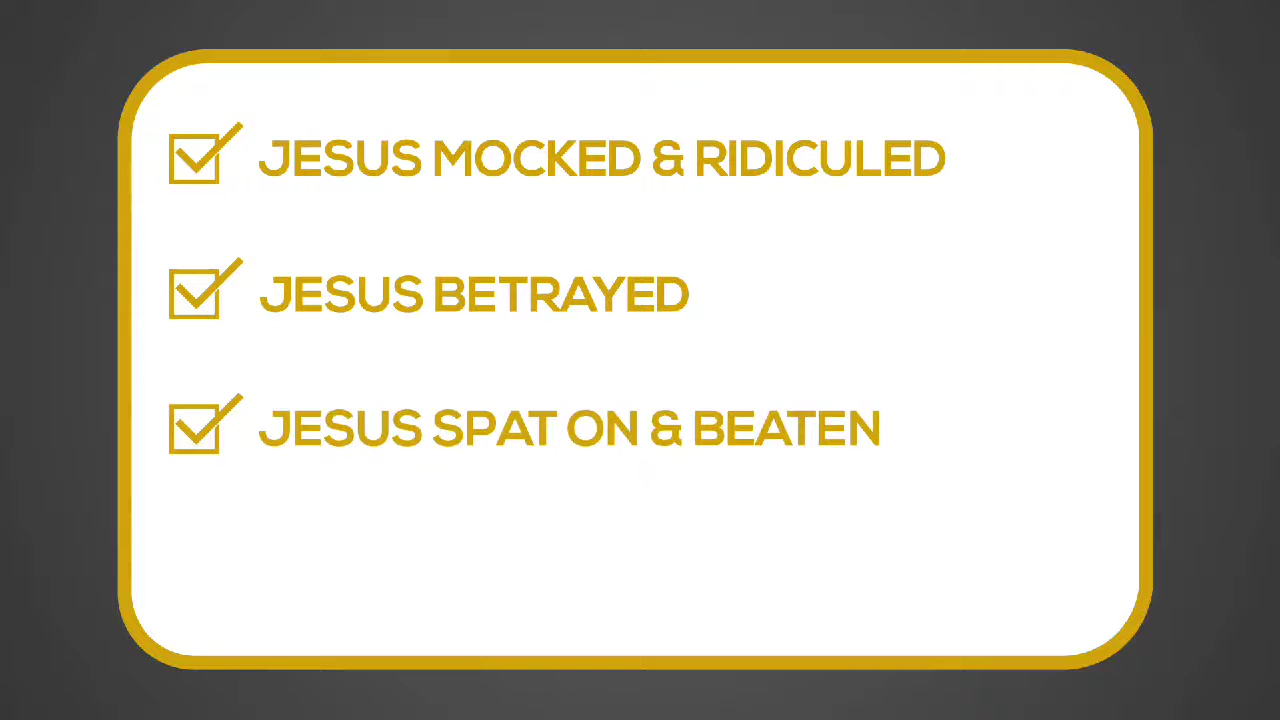 JESUS MOCKED & RIDICULED
JESUS BETRAYED
JESUS SPAT ON & BEATEN